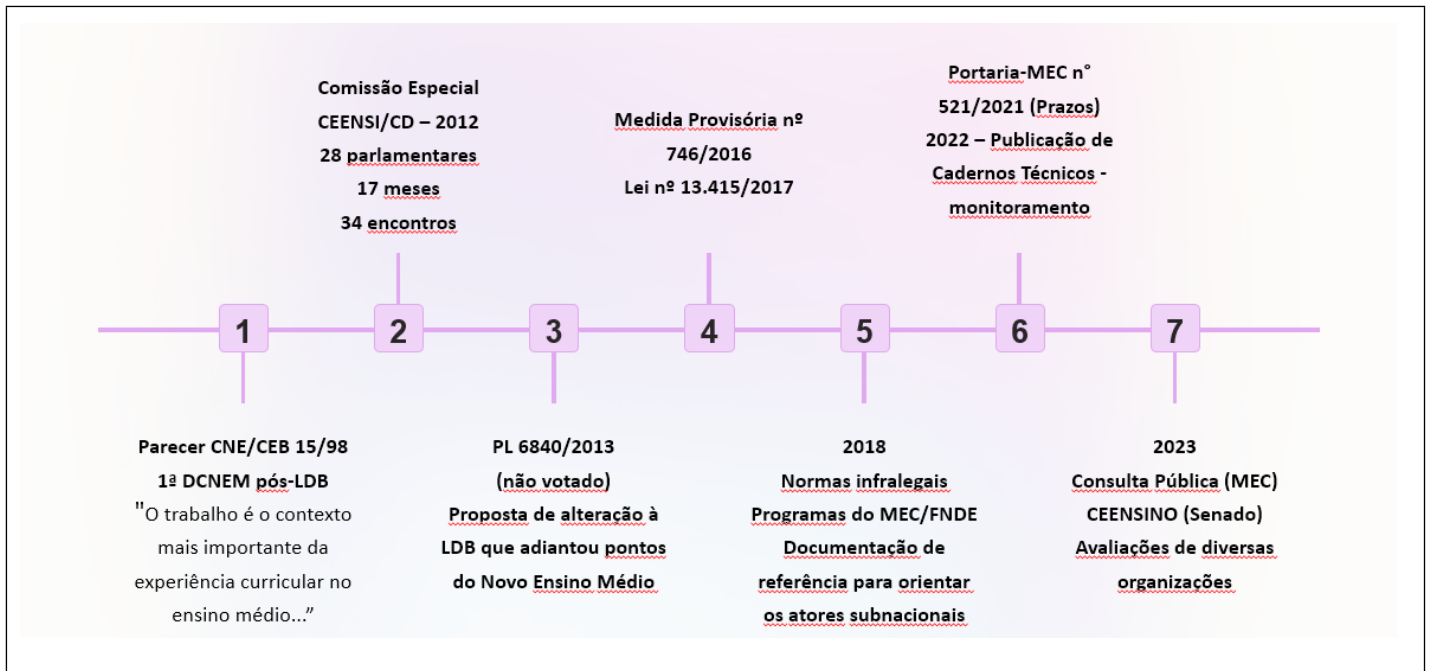 Comissão Especial
CEENSI/CD – 2012
28 parlamentares
17 meses
34 encontros
Medida Provisória nº
746/2016
Lei nº 13.415/2017
Portaria-MEC n°
521/2021 (Prazos)
2022 – Publicação de
Cadernos Técnicos -
monitoramento
1
2
3
4
5
6
7
Parecer CNE/CEB 15/98
1ª DCNEM pós-LDB
"O trabalho é o contexto
mais importante da
experiência curricular no
ensino médio...”
PL 6840/2013
(não votado)
Proposta de alteração à
LDB que adiantou pontos
do Novo Ensino Médio
2018
Normas infralegais
Programas do MEC/FNDE
Documentação de
referência para orientar
os atores subnacionais
2023
Consulta Pública (MEC)
CEENSINO (Senado)
Avaliações de diversas
organizações